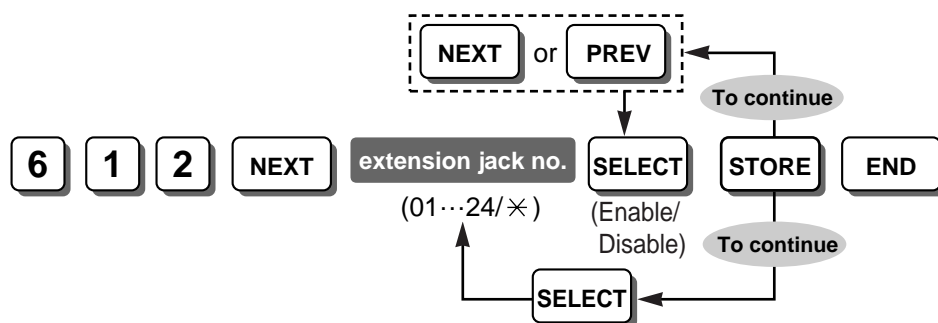 NEXT or PREV
To continue
6 1 2 NEXT extension jack no. SELECT STORE END
(01···24/✳)
(Enable/
Disable)
To continue
SELECT